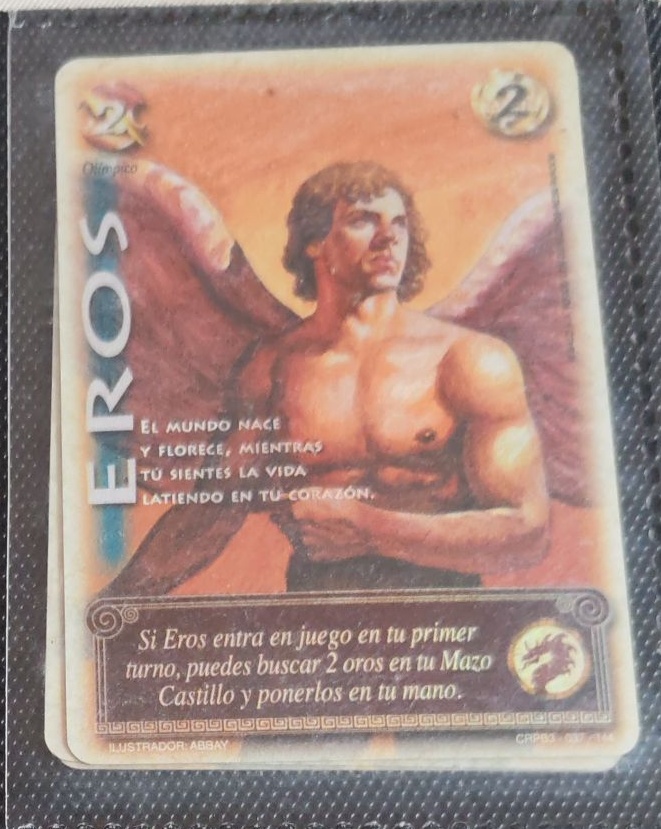 2
2
Olímpico
EROS
EL MUNDO NACE
Y FLORECE, MIENTRAS
TÚ SIENTES LA VIDA
LATIENDO EN TU CORAZÓN.
Si Eros entra en juego en tu primer
turno, puedes buscar 2 oros en tu Mazo
Castillo y ponerlos en tu mano.
ILUSTRADOR: ABBAY